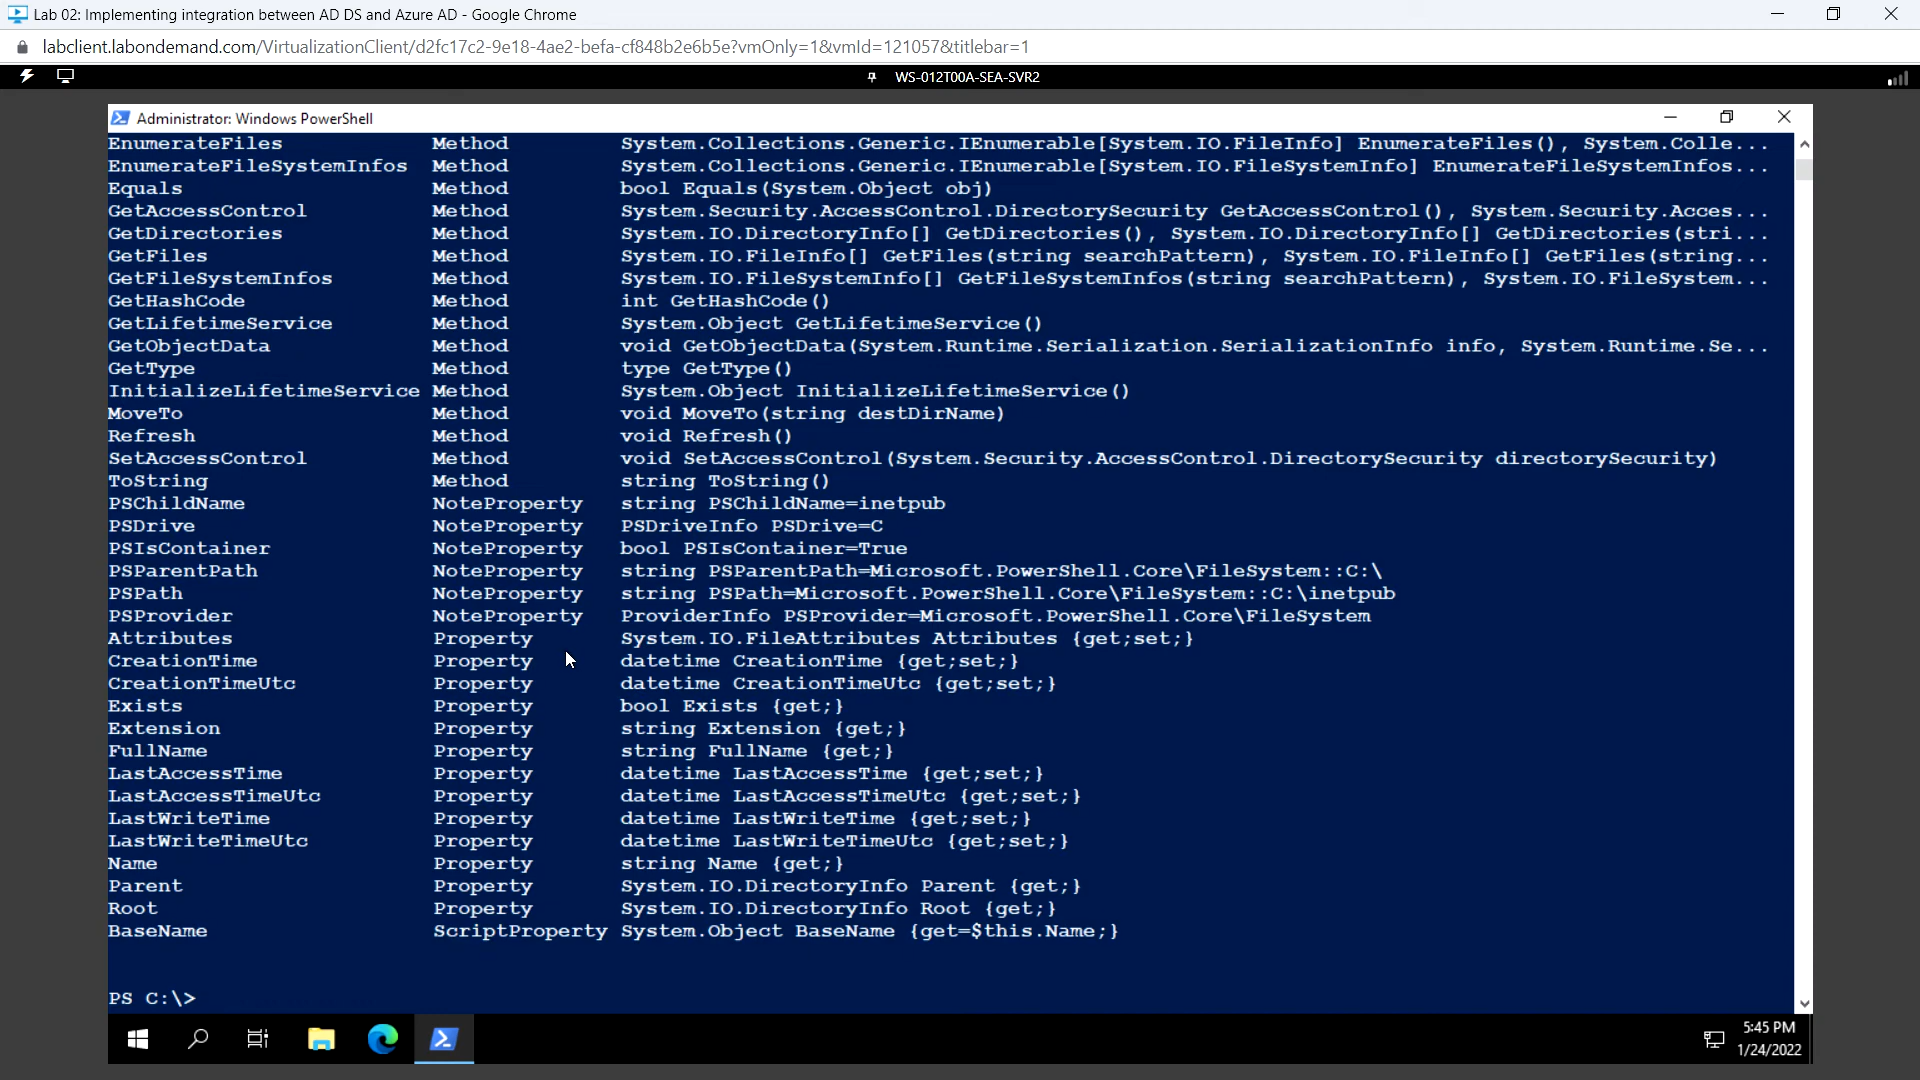 Lab 02: Implementing integration between AD DS and Azure AD - Google Chrome
labclient.labondemand.com/VirtualizationClient/d2fc17c2-9e18-4ae2-befa-cf848b2e6b5e?vmOnly=1&vmId=121057&titlebar=1
WS-012T00A-SEA-SVR2
Administrator: Windows PowerShell
EnumerateFiles Method System.Collections.Generic.IEnumerable[System.IO.FileInfo] EnumerateFiles(), System.Colle...
EnumerateFileSystemInfos Method System.Collections.Generic.IEnumerable[System.IO.FileSystemInfo] EnumerateFileSystemInfos...
Equals Method bool Equals(System.Object obj)
GetAccessControl Method System.Security.AccessControl.DirectorySecurity GetAccessControl(), System.Security.Acces...
GetDirectories Method System.IO.DirectoryInfo[] GetDirectories(), System.IO.DirectoryInfo[] GetDirectories(stri...
GetFiles Method System.IO.FileInfo[] GetFiles(string searchPattern), System.IO.FileInfo[] GetFiles(string...
GetFileSystemInfos Method System.IO.FileSystemInfo[] GetFileSystemInfos(string searchPattern), System.IO.FileSystem...
GetHashCode Method int GetHashCode()
GetLifetimeService Method System.Object GetLifetimeService()
GetObjectData Method void GetObjectData(System.Runtime.Serialization.SerializationInfo info, System.Runtime.Se...
GetType Method type GetType()
InitializeLifetimeService Method System.Object InitializeLifetimeService()
MoveTo Method void MoveTo(string destDirName)
Refresh Method void Refresh()
SetAccessControl Method void SetAccessControl(System.Security.AccessControl.DirectorySecurity directorySecurity)
ToString Method string ToString()
PSChildName NoteProperty string PSChildName=inetpub
PSDrive NoteProperty PSDriveInfo PSDrive=C
PSIsContainer NoteProperty bool PSIsContainer=True
PSParentPath NoteProperty string PSParentPath=Microsoft.PowerShell.Core\FileSystem::C:\
PSPath NoteProperty string PSPath=Microsoft.PowerShell.Core\FileSystem::C:\inetpub
PSProvider NoteProperty ProviderInfo PSProvider=Microsoft.PowerShell.Core\FileSystem
Attributes Property System.IO.FileAttributes Attributes {get;set;}
CreationTime Property datetime CreationTime {get;set;}
CreationTimeUtc Property datetime CreationTimeUtc {get;set;}
Exists Property bool Exists {get;}
Extension Property string Extension {get;}
FullName Property string FullName {get;}
LastAccessTime Property datetime LastAccessTime {get;set;}
LastAccessTimeUtc Property datetime LastAccessTimeUtc {get;set;}
LastWriteTime Property datetime LastWriteTime {get;set;}
LastWriteTimeUtc Property datetime LastWriteTimeUtc {get;set;}
Name Property string Name {get;}
Parent Property System.IO.DirectoryInfo Parent {get;}
Root Property System.IO.DirectoryInfo Root {get;}
BaseName ScriptProperty System.Object BaseName {get=$this.Name;}
PS C:\>
5:45 PM
1/24/2022